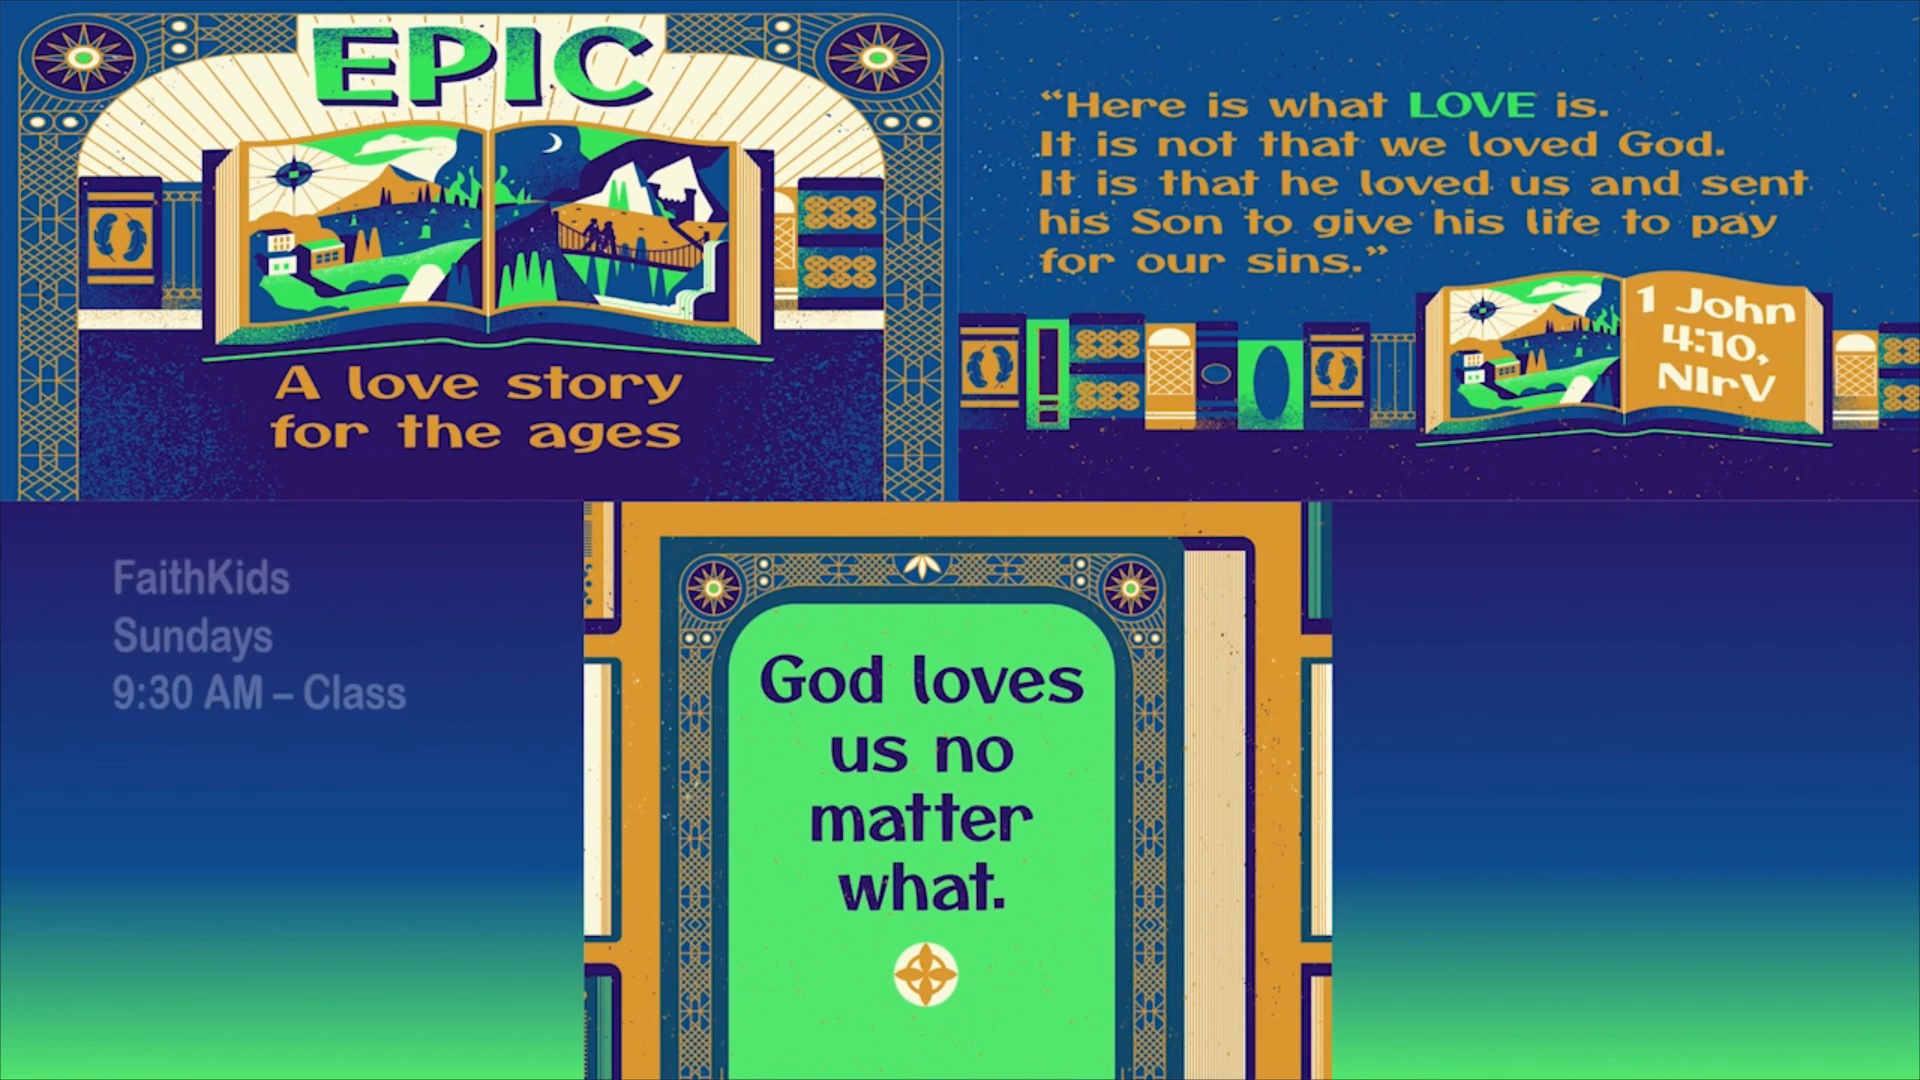 EPIC
A love story
for the ages
“Here is what LOVE is.
It is not that we loved God.
It is that he loved us and sent
his Son to give his life to pay
for our sins.”
1 John
4:10,
NIrV
FaithKids
Sundays
9:30 AM – Class
God loves
us no
matter
what.